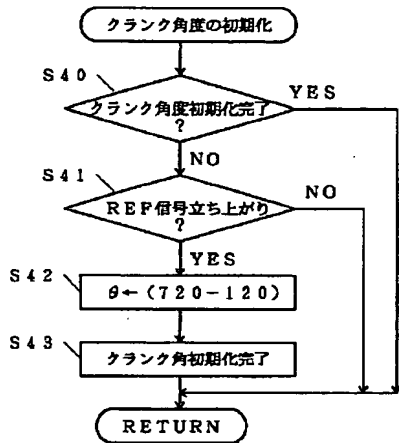 クランク角度の初期化
S40
クランク角度初期化完了
?
YES
NO
S41
REF信号立ち上がり
?
NO
YES
S42
θ←(720-120)
S43
クランク角初期化完了
RETURN